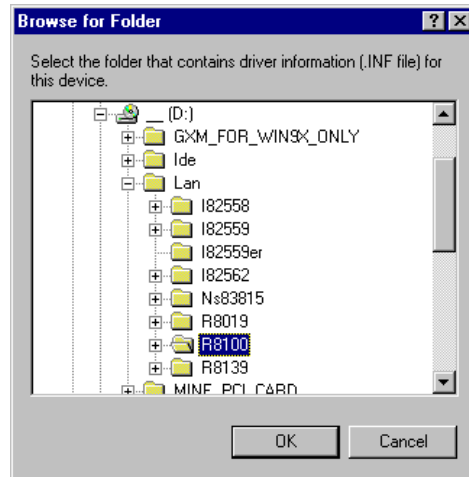 Browse for Folder
Select the folder that contains driver information (.INF file) for
this device.
__ (D:)
GXM_FOR_WIN9X_ONLY
Ide
Lan
I82558
I82559
I82559er
I82562
Ns83815
R8019
R8100
R8139
MINE_PCI_CARD
OK
Cancel